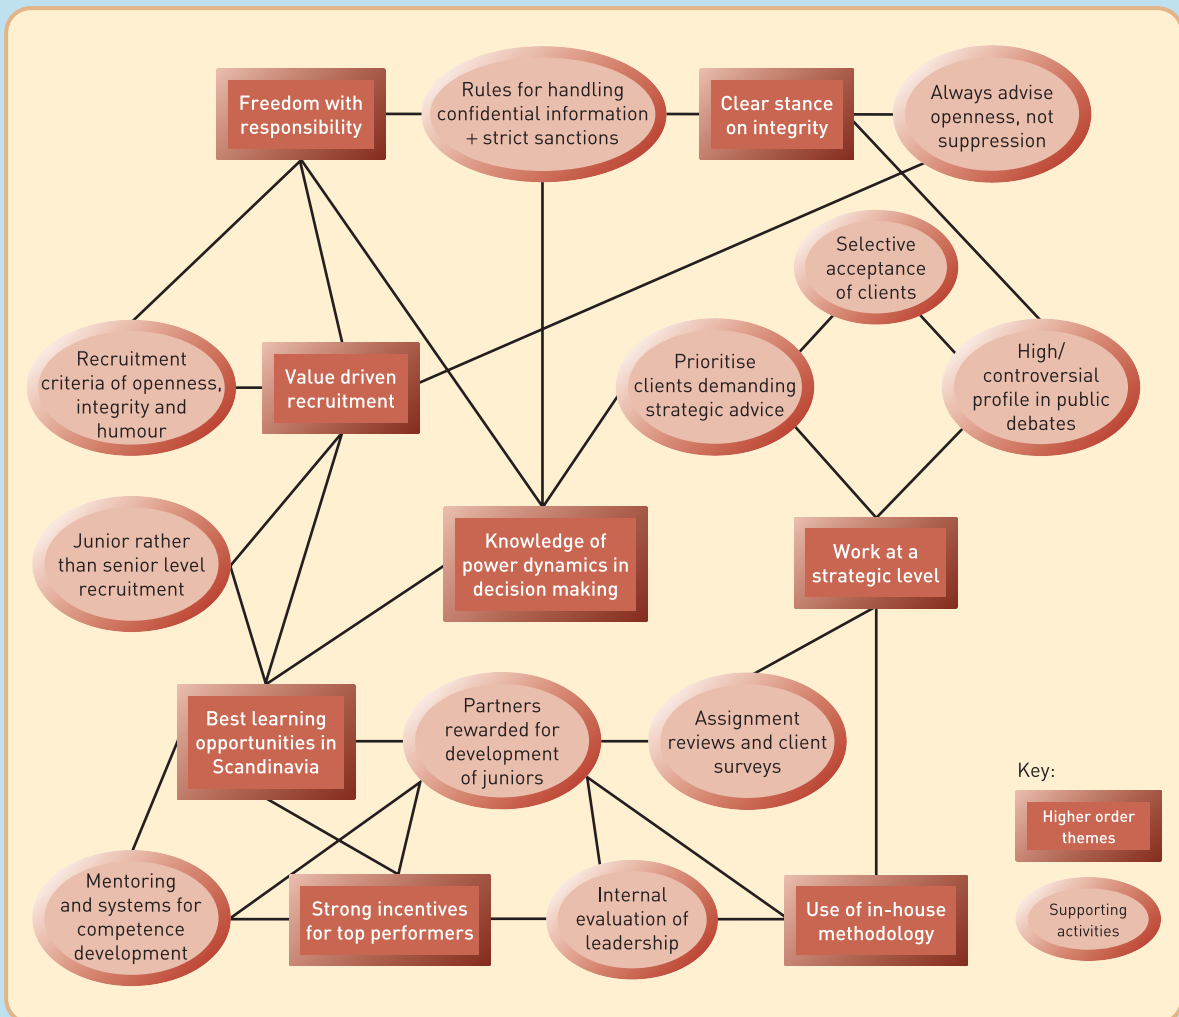 Freedom with
responsibility
Rules for handling
confidential information
+ strict sanctions
Clear stance
on integrity
Always advise
openness, not
suppression
Selective
acceptance
of clients
Recruitment
criteria of openness,
integrity and
humour
Value driven
recruitment
Prioritise
clients demanding
strategic advice
High/
controversial
profile in public
debates
Junior rather
than senior level
recruitment
Knowledge of
power dynamics in
decision making
Work at a
strategic level
Best learning
opportunities in
Scandinavia
Partners
rewarded for
development
of juniors
Assignment
reviews and client
surveys
Key:
Higher order
themes
Mentoring
and systems for
competence
development
Strong incentives
for top performers
Internal
evaluation of
leadership
Use of in-house
methodology
Supporting
activities